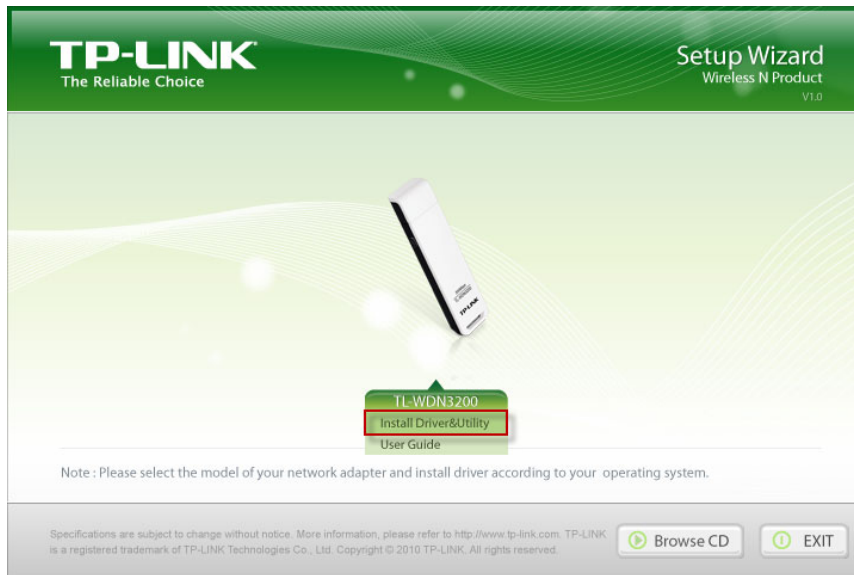 TP-LINK
The Reliable Choice
Setup Wizard
Wireless N Product
V1.0
TP-LINK
TL-WDN3200
Install Driver&Utility
User Guide
Note : Please select the model of your network adapter and install driver according to your operating system.
Specifications are subject to change without notice. More information, please refer to http://www.tp-link.com. TP-LINK
is a registered trademark of TP-LINK Technologies Co., Ltd. Copyright © 2010 TP-LINK, All rights reserved.
Browse CD
EXIT